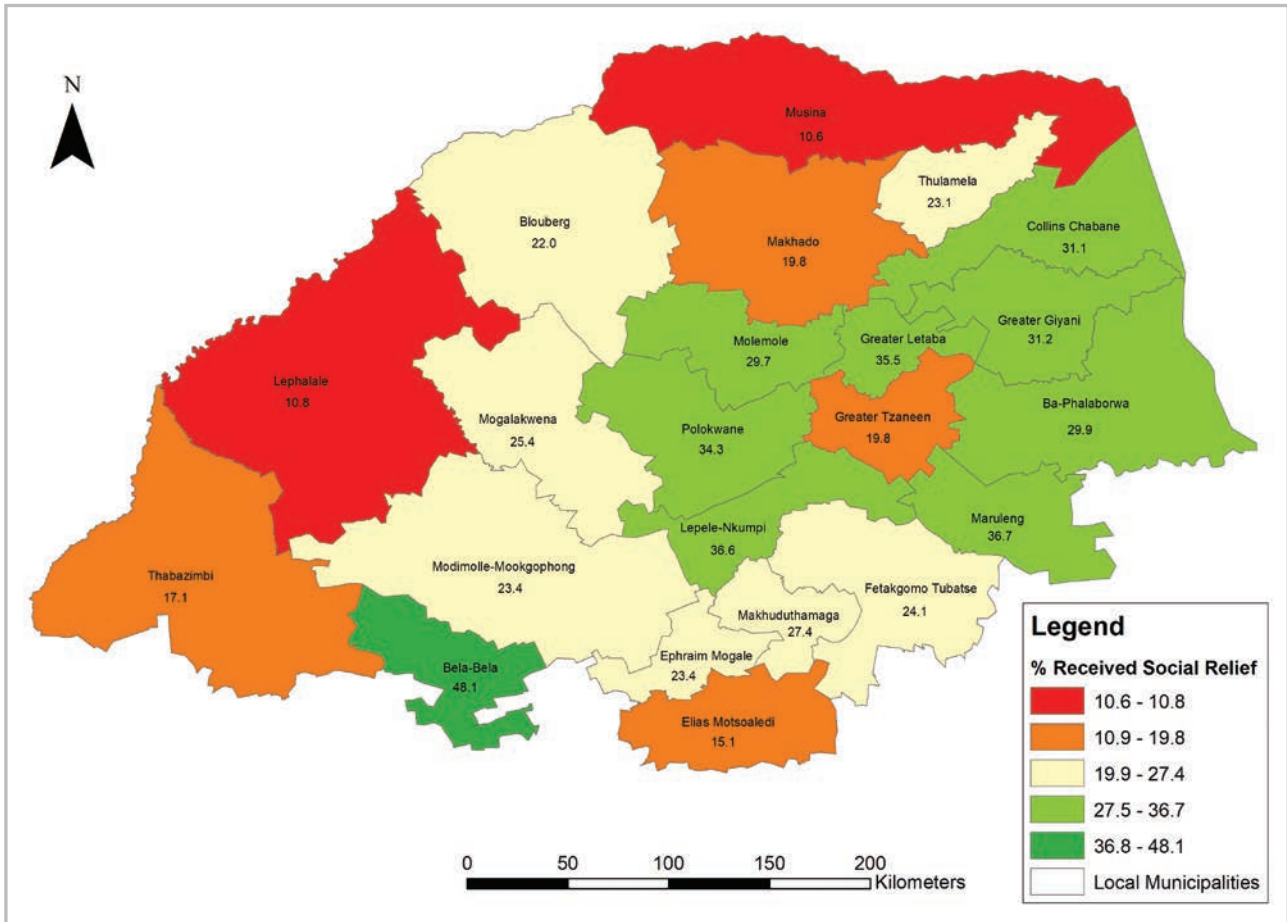 N
Musina
10.6
Thulamela
23.1
Blouberg
22.0
Makhado
19.8
Collins Chabane
31.1
Molemole
29.7
Greater Letaba
35.5
Greater Giyani
31.2
Lephalale
10.8
Mogalakwena
25.4
Polokwane
34.3
Greater Tzaneen
19.8
Ba-Phalaborwa
29.9
Lepele-Nkumpi
36.6
Maruleng
36.7
Thabazimbi
17.1
Modimolle-Mookgophong
23.4
Fetakgomo Tubatse
24.1
Makhuduthamaga
27.4
Ephraim Mogale
23.4
Bela-Bela
48.1
Elias Motsoaledi
15.1
Legend
% Received Social Relief
10.6 - 10.8
10.9 - 19.8
19.9 - 27.4
27.5 - 36.7
36.8 - 48.1
Local Municipalities
0 50 100 150 200
Kilometers